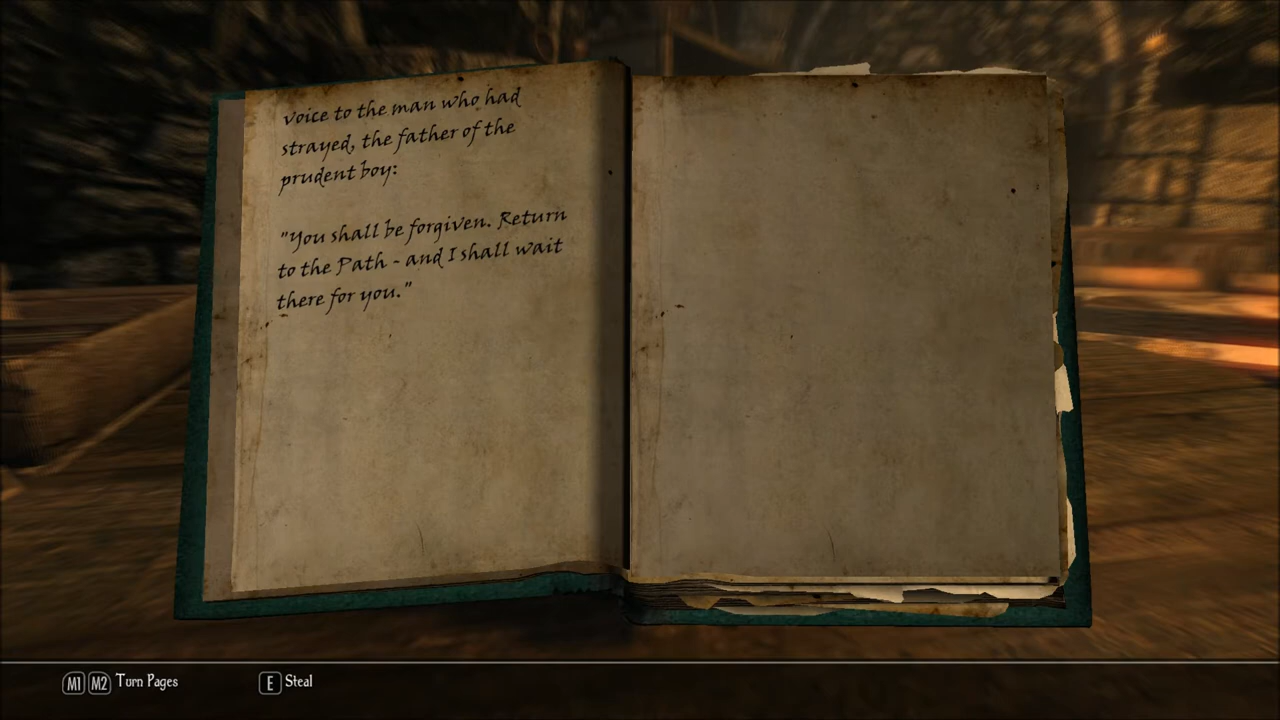 voice to the man who had
strayed, the father of the
prudent boy:
"You shall be forgiven. Return
to the Path - and I shall wait
there for you."
M1 M2 Turn Pages
E Steal